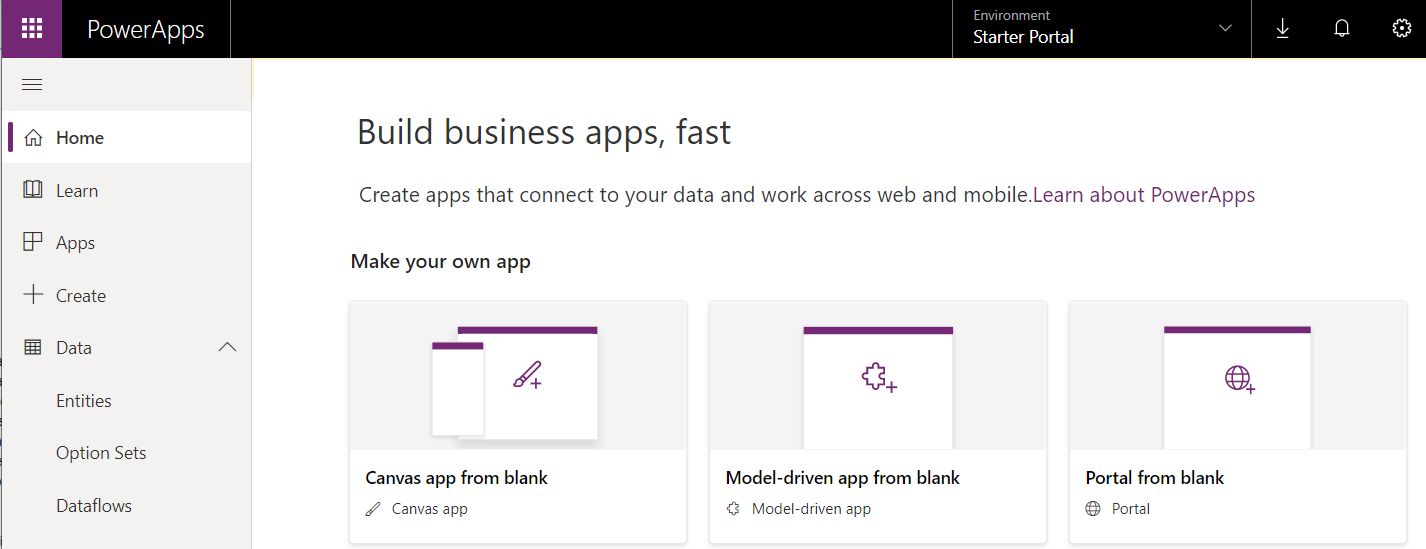 PowerApps
Environment
Starter Portal
Home
Learn
Apps
Create
Data
Entities
Option Sets
Dataflows
Build business apps, fast
Create apps that connect to your data and work across web and mobile.Learn about PowerApps
Make your own app
Canvas app from blank
Canvas app
Model-driven app from blank
Model-driven app
Portal from blank
Portal